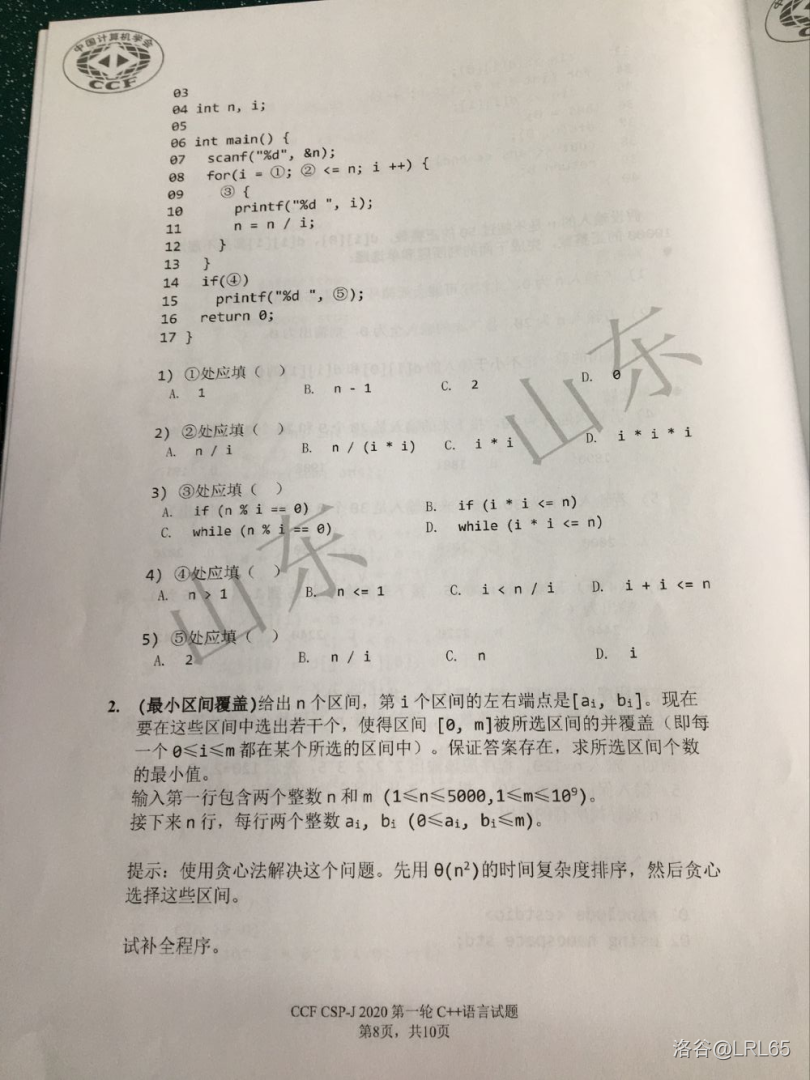 中国计算机学会
CCF
03
04 int n, i;
05
06 int main() {
07 scanf("%d", &n);
08 for(i = ①; ② <= n; i ++) {
09 ③ {
10 printf("%d ", i);
11 n = n / i;
12 }
13 }
14 if(④)
15 printf("%d ", ⑤);
16 return 0;
17 }
1) ①处应填( )
A. 1 B. n - 1 C. 2 D. 0
2) ②处应填( )
A. n / i B. n / (i * i) C. i * i D. i * i * i
3) ③处应填( )
A. if (n % i == 0) B. if (i * i <= n)
C. while (n % i == 0) D. while (i * i <= n)
4) ④处应填( )
A. n > 1 B. n <= 1 C. i < n / i D. i + i <= n
5) ⑤处应填( )
A. 2 B. n / i C. n D. i
山东
山东
2. (最小区间覆盖)给出 n 个区间，第 i 个区间的左右端点是[aᵢ, bᵢ]。现在
要在这些区间中选出若干个，使得区间 [0, m]被所选区间的并覆盖（即每
一个 0≤i≤m 都在某个所选的区间中）。保证答案存在，求所选区间个数
的最小值。
输入第一行包含两个整数 n 和 m (1≤n≤5000,1≤m≤10⁹)。
接下来 n 行，每行两个整数 aᵢ, bᵢ (0≤aᵢ, bᵢ≤m)。
提示：使用贪心法解决这个问题。先用 Θ(n²)的时间复杂度排序，然后贪心
选择这些区间。
试补全程序。
CCF CSP-J 2020 第一轮 C++语言试题
第8页，共10页
洛谷@LRL65